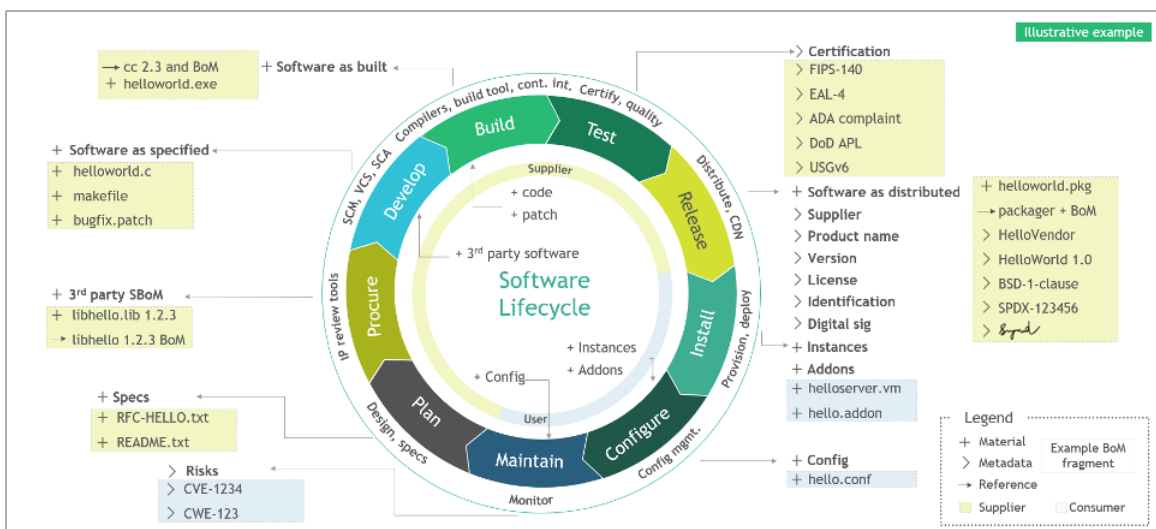 Illustrative example
→ cc 2.3 and BoM
+ helloworld.exe
+ Software as built
+ Software as specified
+ helloworld.c
+ makefile
+ bugfix.patch
+ 3rd party SBoM
+ libhello.lib 1.2.3
→ libhello 1.2.3 BoM
+ Specs
+ RFC-HELLO.txt
+ README.txt
> Risks
> CVE-1234
> CWE-123
Compilers, build tool, cont. int.
Certify, quality
Distribute, CDN
Provision, deploy
Config mgmt.
Monitor
Design, specs
IP review tools
SCM, VCS, SCA
Build
Test
Release
Install
Configure
Maintain
Plan
Procure
Develop
Supplier
+ code
+ patch
+ 3rd party software
Software
Lifecycle
+ Instances
+ Addons
+ Config
User
> Certification
> FIPS-140
> EAL-4
> ADA complaint
> DoD APL
> USGv6
+ Software as distributed
> Supplier
> Product name
> Version
> License
> Identification
> Digital sig
+ Instances
+ Addons
+ helloserver.vm
+ hello.addon
+ Config
+ hello.conf
+ helloworld.pkg
→ packager + BoM
> HelloVendor
> HelloWorld 1.0
> BSD-1-clause
> SPDX-123456
>
Legend
+ Material
> Metadata
→ Reference
Example BoM
fragment
Supplier
Consumer